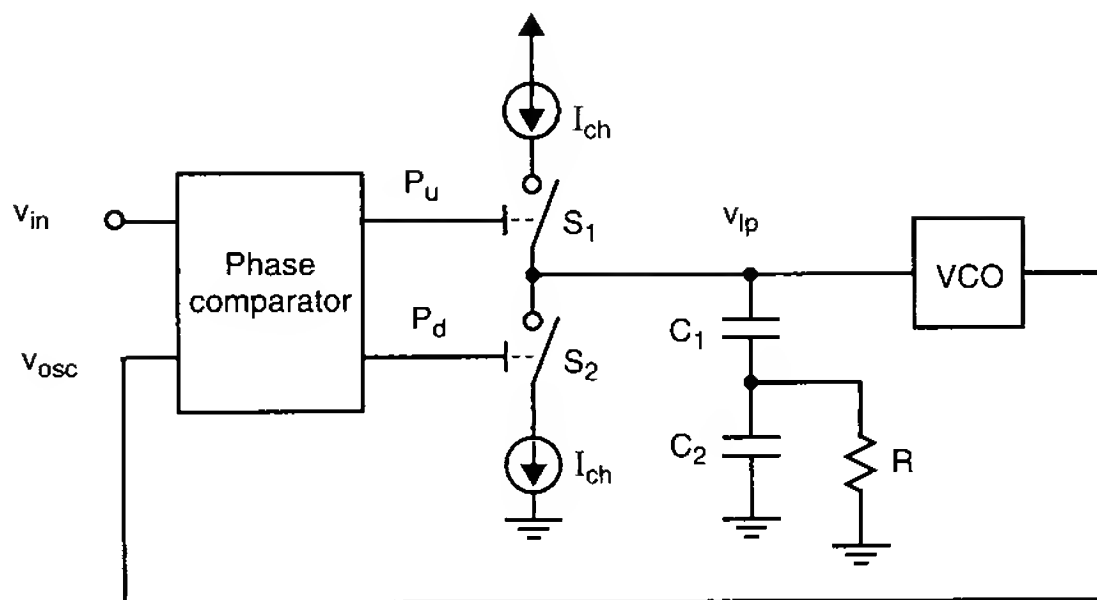 I_ch
v_in
P_u
S_1
v_lp
Phase
comparator
VCO
P_d
C_1
v_osc
S_2
C_2
R
I_ch